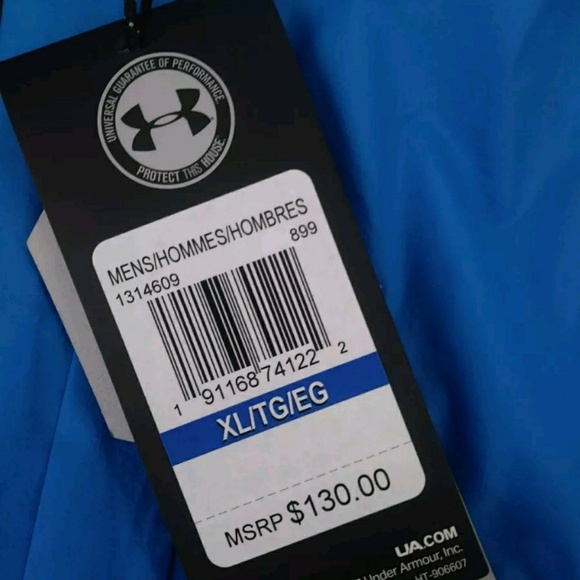 UNIVERSAL GUARANTEE OF PERFORMANCE
PROTECT THIS HOUSE
MENS/HOMMES/HOMBRES
1314609 899
1 91168 74122 2
XL/TG/EG
MSRP $130.00
UA.COM
Under Armour, Inc.